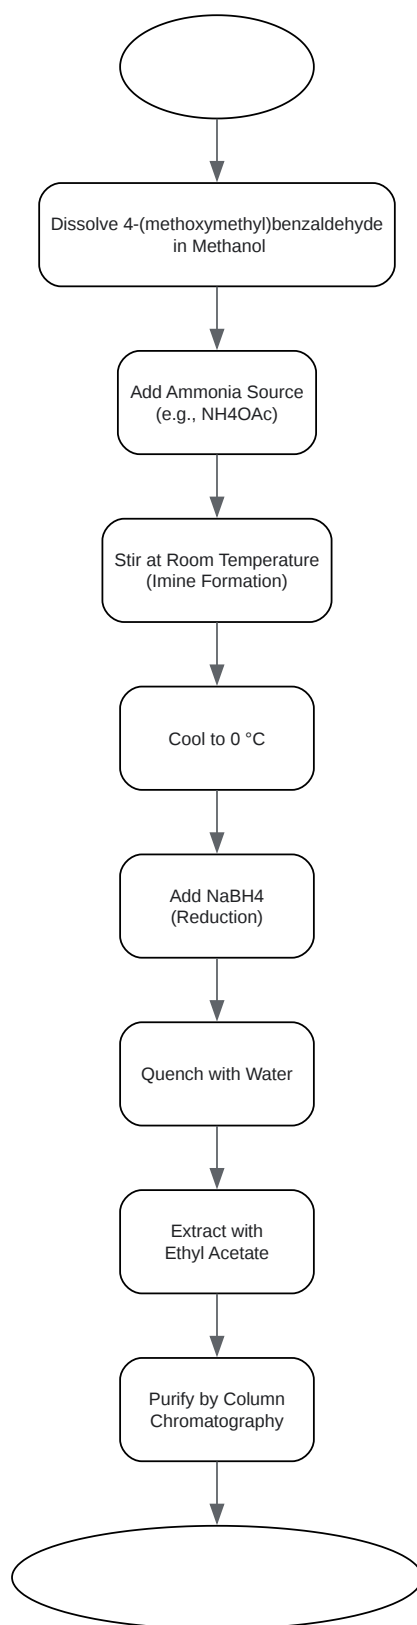 Dissolve 4-(methoxymethyl)benzaldehyde
in Methanol
Add Ammonia Source
(e.g., NH4OAc)
Stir at Room Temperature
(Imine Formation)
Cool to 0 °C
Add NaBH4
(Reduction)
Quench with Water
Extract with
Ethyl Acetate
Purify by Column
Chromatography